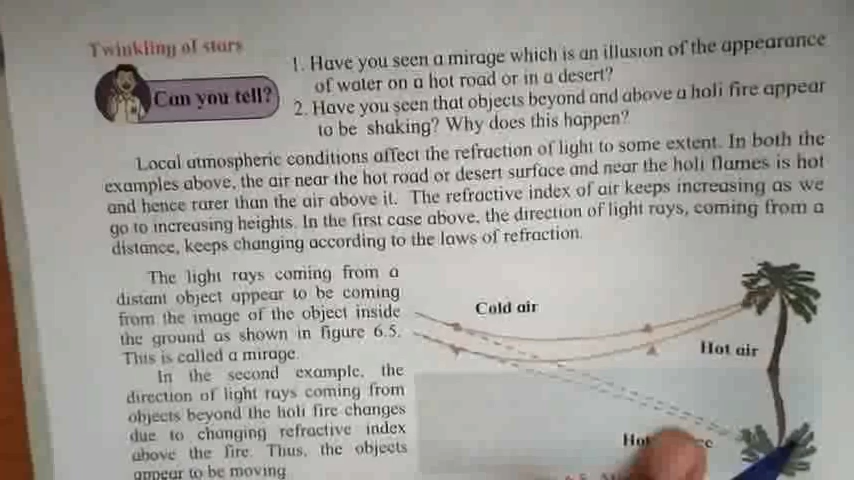 Twinkling of stars
Can you tell?
1. Have you seen a mirage which is an illusion of the appearance
of water on a hot road or in a desert?
2. Have you seen that objects beyond and above a holi fire appear
to be shaking? Why does this happen?
Local atmospheric conditions affect the refraction of light to some extent. In both the
examples above, the air near the hot road or desert surface and near the holi flames is hot
and hence rarer than the air above it. The refractive index of air keeps increasing as we
go to increasing heights. In the first case above, the direction of light rays, coming from a
distance, keeps changing according to the laws of refraction.
The light rays coming from a
distant object appear to be coming
from the image of the object inside
the ground as shown in figure 6.5.
This is called a mirage.
In the second example, the
direction of light rays coming from
objects beyond the holi fire changes
due to changing refractive index
above the fire. Thus, the objects
appear to be moving
Cold air
Hot air